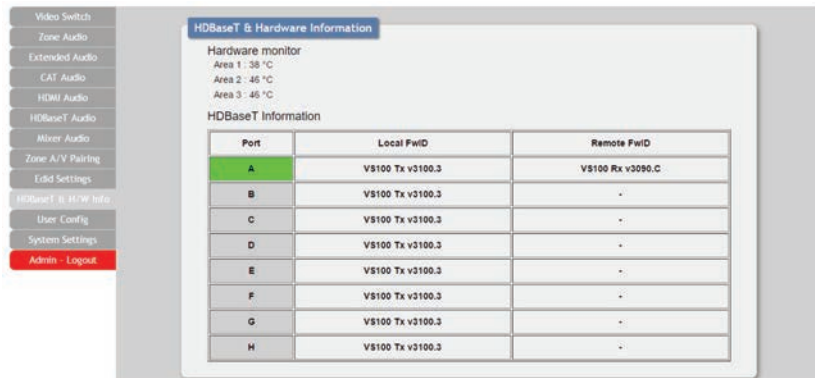 Video Switch
Zone Audio
Extended Audio
CAT Audio
HDMI Audio
HDBaseT Audio
Mixer Audio
Zone A/V Pairing
Edid Settings
HDBaseT & H/W Info
User Config
System Settings
Admin - Logout
HDBaseT & Hardware Information
Hardware monitor
Area 1 : 38 °C
Area 2 : 46 °C
Area 3 : 46 °C
HDBaseT Information
Port Local FwID Remote FwID
A VS100 Tx v3100.3 VS100 Rx v3090.C
B VS100 Tx v3100.3 -
C VS100 Tx v3100.3 -
D VS100 Tx v3100.3 -
E VS100 Tx v3100.3 -
F VS100 Tx v3100.3 -
G VS100 Tx v3100.3 -
H VS100 Tx v3100.3 -